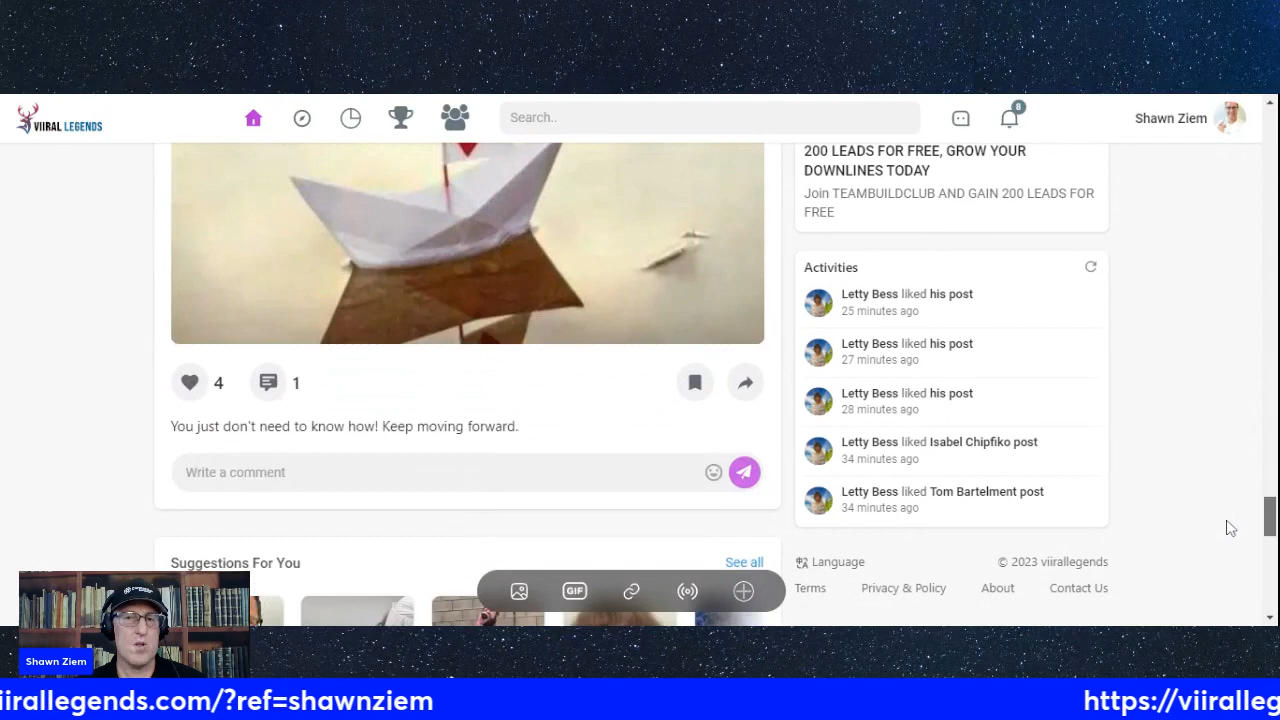 VIIRAL LEGENDS
Search..
8
Shawn Ziem
200 LEADS FOR FREE, GROW YOUR
DOWNLINES TODAY
Join TEAMBUILDCLUB AND GAIN 200 LEADS FOR
FREE
Activities
Letty Bess liked his post
25 minutes ago
Letty Bess liked his post
27 minutes ago
Letty Bess liked his post
28 minutes ago
Letty Bess liked Isabel Chipfiko post
34 minutes ago
Letty Bess liked Tom Bartelment post
34 minutes ago
4
1
You just don't need to know how! Keep moving forward.
Write a comment
Suggestions For You
See all
GIF
Language
© 2023 viirallegends
Terms
Privacy & Policy
About
Contact Us
Shawn Ziem
iirallegends.com/?ref=shawnziem
https://viiralleg